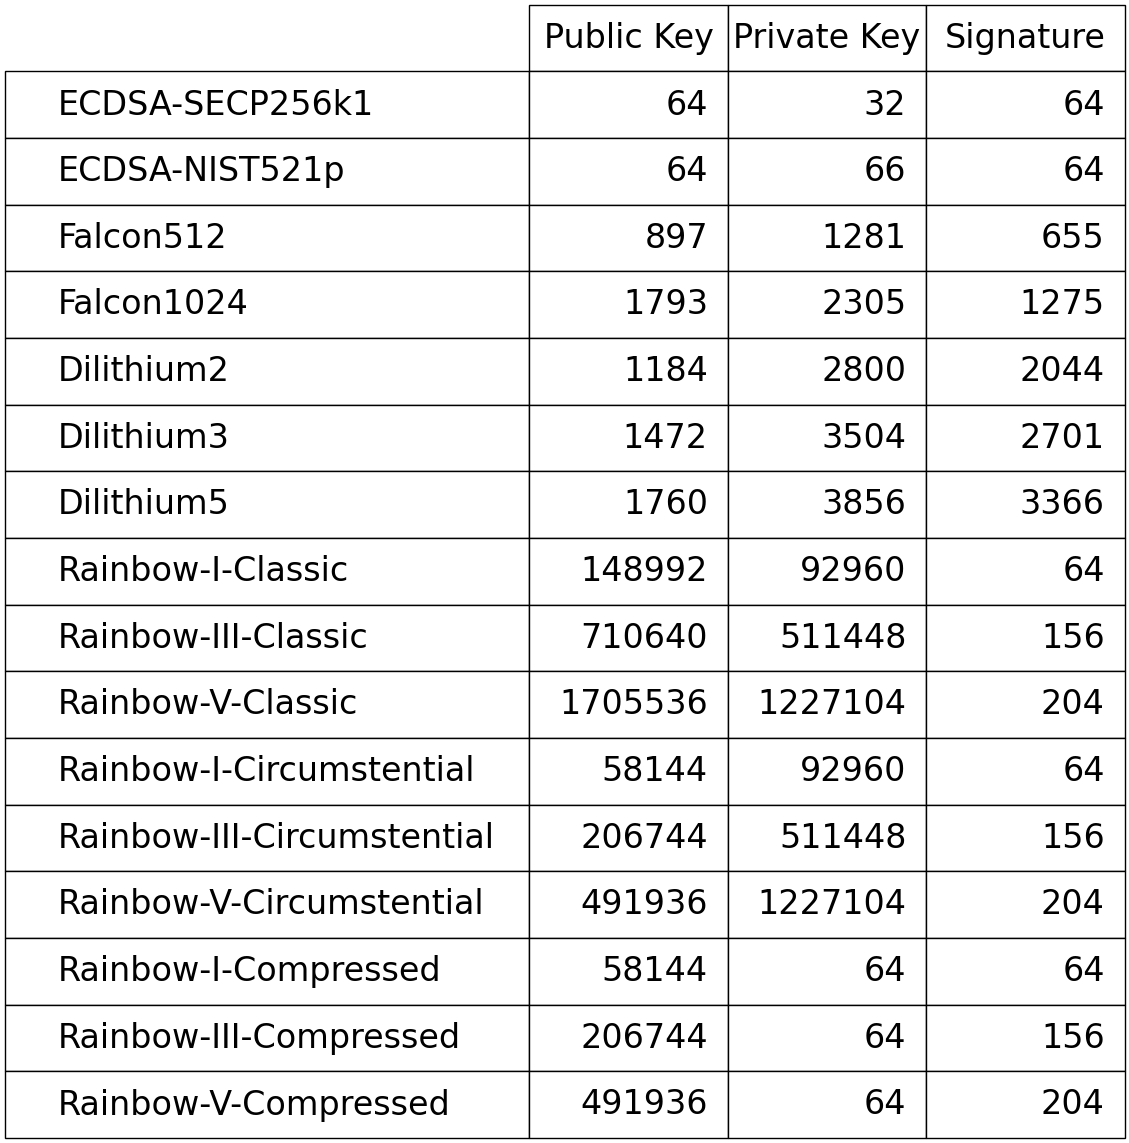 Public Key Private Key Signature
ECDSA-SECP256k1 64 32 64
ECDSA-NIST521p 64 66 64
Falcon512 897 1281 655
Falcon1024 1793 2305 1275
Dilithium2 1184 2800 2044
Dilithium3 1472 3504 2701
Dilithium5 1760 3856 3366
Rainbow-I-Classic 148992 92960 64
Rainbow-III-Classic 710640 511448 156
Rainbow-V-Classic 1705536 1227104 204
Rainbow-I-Circumstential 58144 92960 64
Rainbow-III-Circumstential 206744 511448 156
Rainbow-V-Circumstential 491936 1227104 204
Rainbow-I-Compressed 58144 64 64
Rainbow-III-Compressed 206744 64 156
Rainbow-V-Compressed 491936 64 204